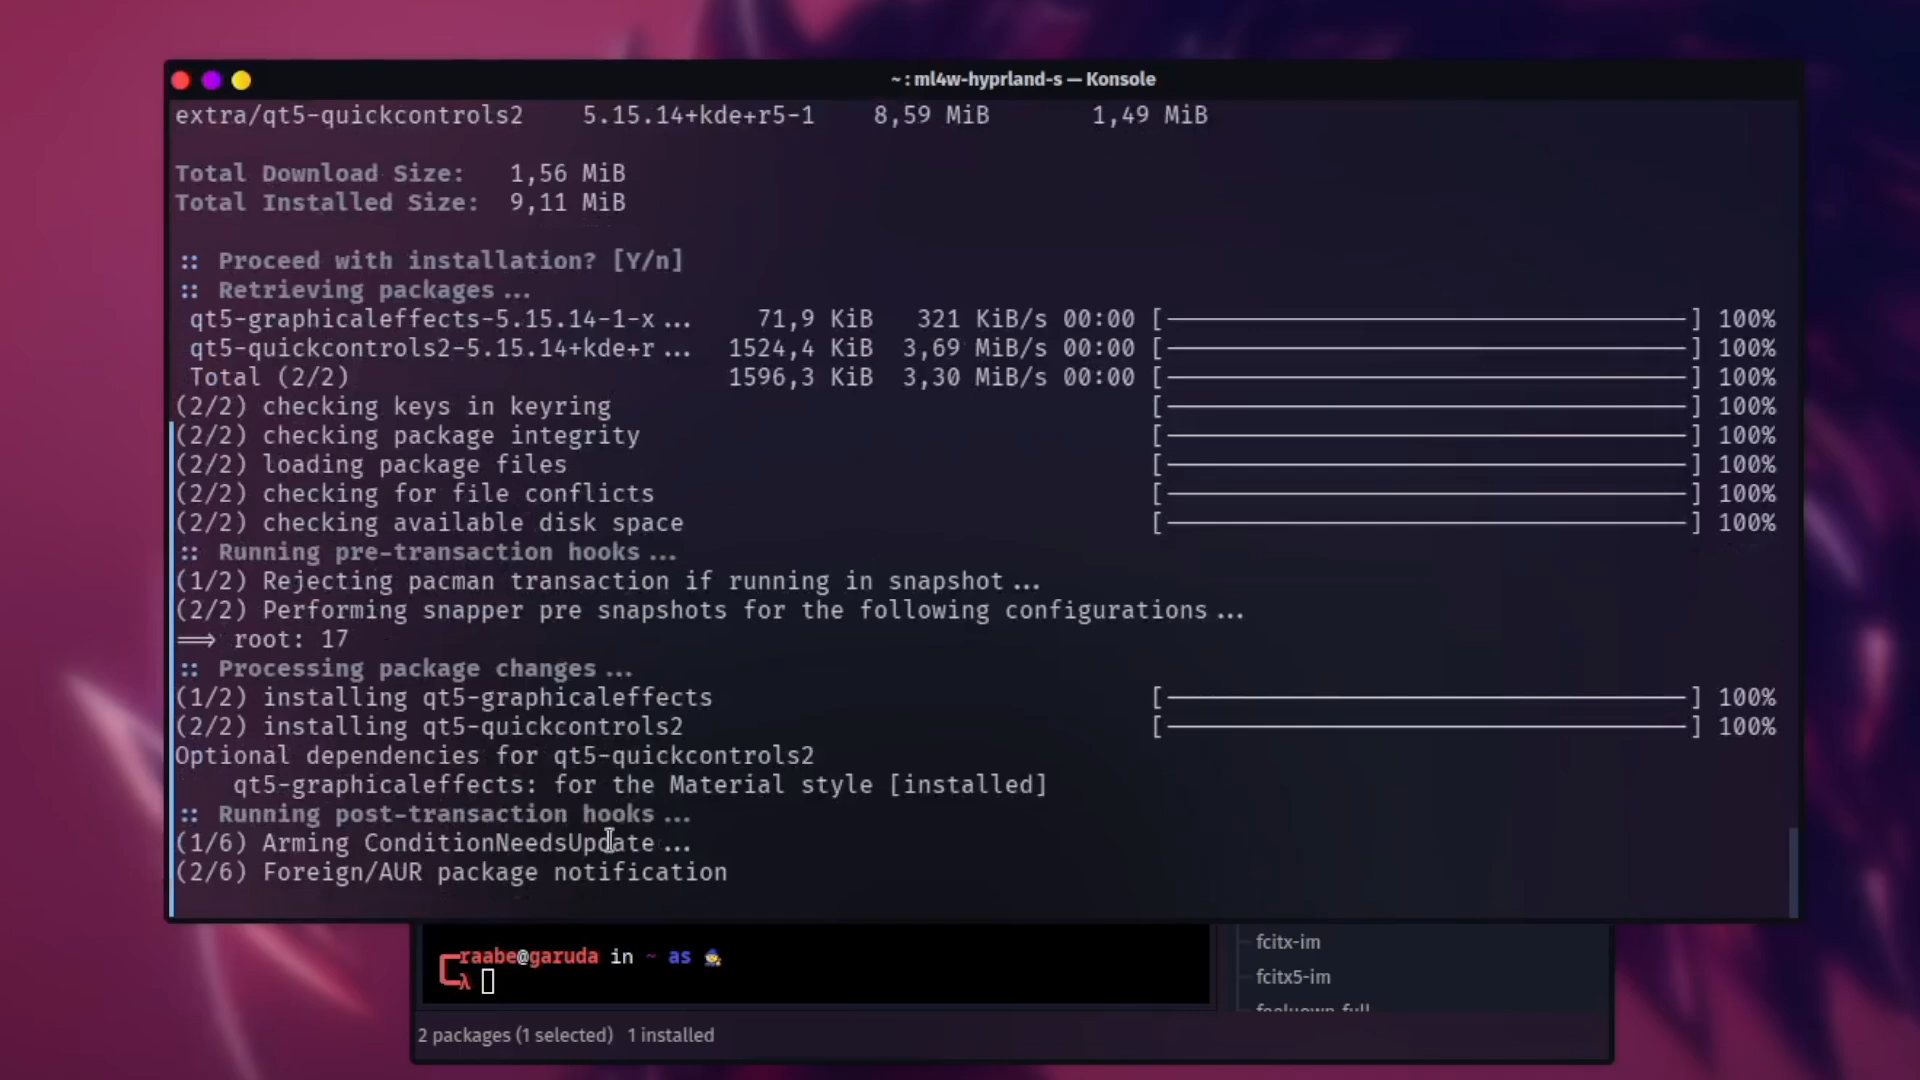 ~ : ml4w-hyprland-s — Konsole
extra/qt5-quickcontrols2 5.15.14+kde+r5-1 8,59 MiB 1,49 MiB
Total Download Size: 1,56 MiB
Total Installed Size: 9,11 MiB
:: Proceed with installation? [Y/n]
:: Retrieving packages...
qt5-graphicaleffects-5.15.14-1-x... 71,9 KiB 321 KiB/s 00:00 [——————————] 100%
qt5-quickcontrols2-5.15.14+kde+r... 1524,4 KiB 3,69 MiB/s 00:00 [——————————] 100%
Total (2/2) 1596,3 KiB 3,30 MiB/s 00:00 [——————————] 100%
(2/2) checking keys in keyring [——————————] 100%
(2/2) checking package integrity [——————————] 100%
(2/2) loading package files [——————————] 100%
(2/2) checking for file conflicts [——————————] 100%
(2/2) checking available disk space [——————————] 100%
:: Running pre-transaction hooks...
(1/2) Rejecting pacman transaction if running in snapshot...
(2/2) Performing snapper pre snapshots for the following configurations...
==> root: 17
:: Processing package changes...
(1/2) installing qt5-graphicaleffects [——————————] 100%
(2/2) installing qt5-quickcontrols2 [——————————] 100%
Optional dependencies for qt5-quickcontrols2
qt5-graphicaleffects: for the Material style [installed]
:: Running post-transaction hooks...
(1/6) Arming ConditionNeedsUpdate...
(2/6) Foreign/AUR package notification
raabe@garuda in ~ as
λ
fcitx-im
fcitx5-im
feeluown-full
2 packages (1 selected) 1 installed